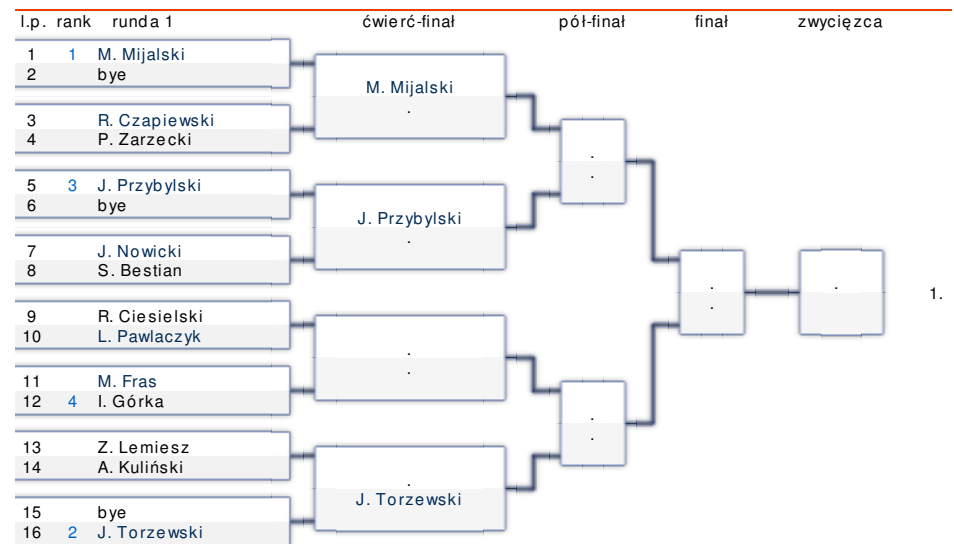 l.p. rank runda 1 ćwierć-finał pół-finał finał zwycięzca
1 1 M. Mijalski
2 bye
M. Mijalski
.
3 R. Czapiewski
4 P. Zarzecki
.
.
5 3 J. Przybylski
6 bye
J. Przybylski
.
7 J. Nowicki
8 S. Bestian
.
.
.
1.
9 R. Ciesielski
10 L. Pawlaczyk
.
.
11 M. Fras
12 4 I. Górka
.
.
13 Z. Lemiesz
14 A. Kuliński
.
J. Torzewski
15 bye
16 2 J. Torzewski